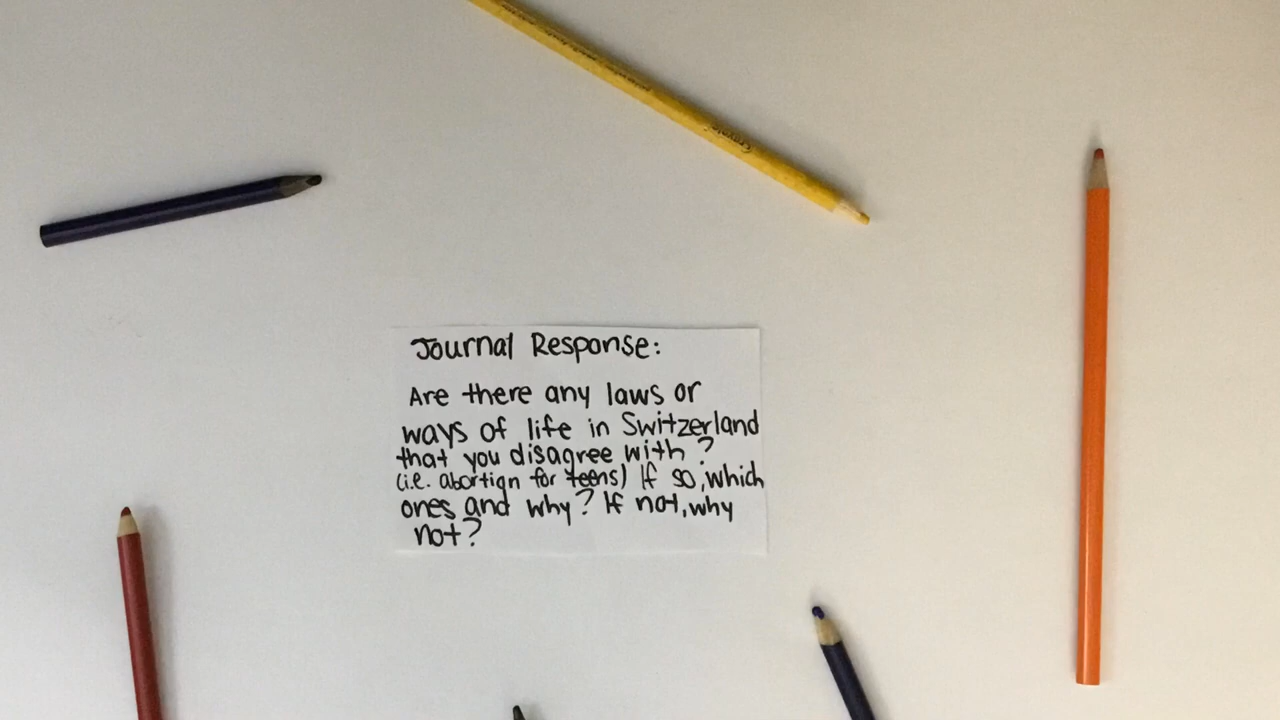 Crayola
Journal Response:
Are there any laws or
ways of life in Switzerland
that you disagree with?
(i.e. abortion for teens) If so, which
ones and why? If not, why
not?